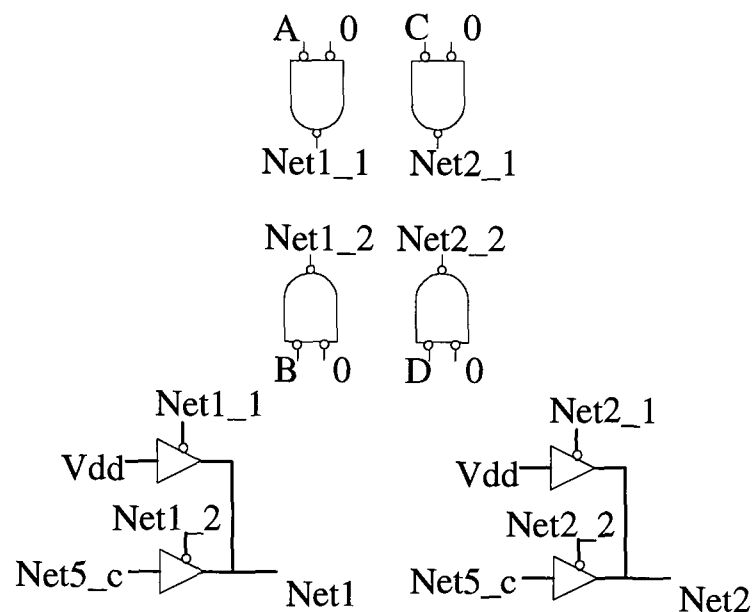 A 0 C 0
Net1_1 Net2_1
Net1_2 Net2_2
B 0 D 0
Net1_1 Net2_1
Vdd Vdd
Net1_2 Net2_2
Net5_c Net1 Net5_c Net2